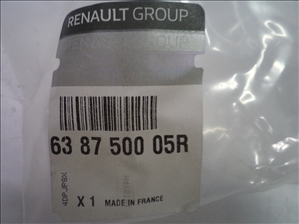 RENAULT GROUP
63 87 500 05R
X 1 MADE IN FRANCE